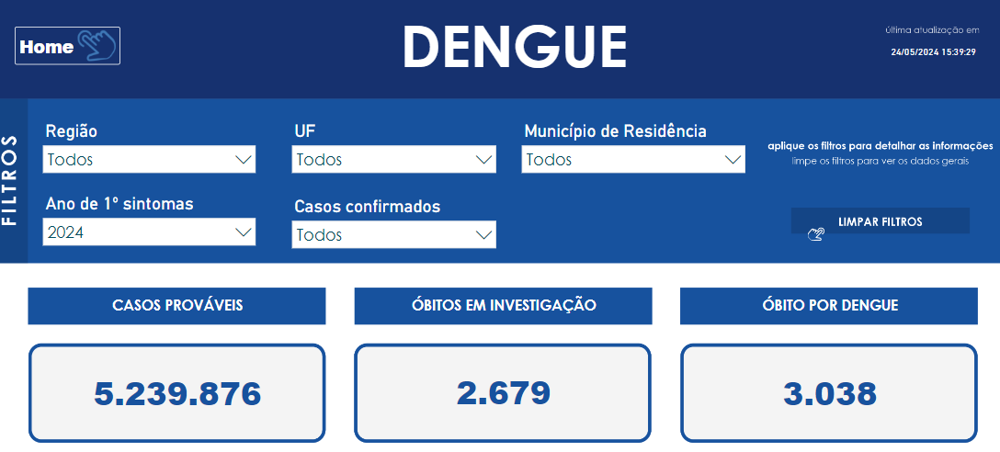 Home
DENGUE
última atualização em
24/05/2024 15:39:29
FILTROS
Região
Todos
UF
Todos
Município de Residência
Todos
aplique os filtros para detalhar as informações
limpe os filtros para ver os dados gerais
Ano de 1º sintomas
2024
Casos confirmados
Todos
LIMPAR FILTROS
CASOS PROVÁVEIS
ÓBITOS EM INVESTIGAÇÃO
ÓBITO POR DENGUE
5.239.876
2.679
3.038